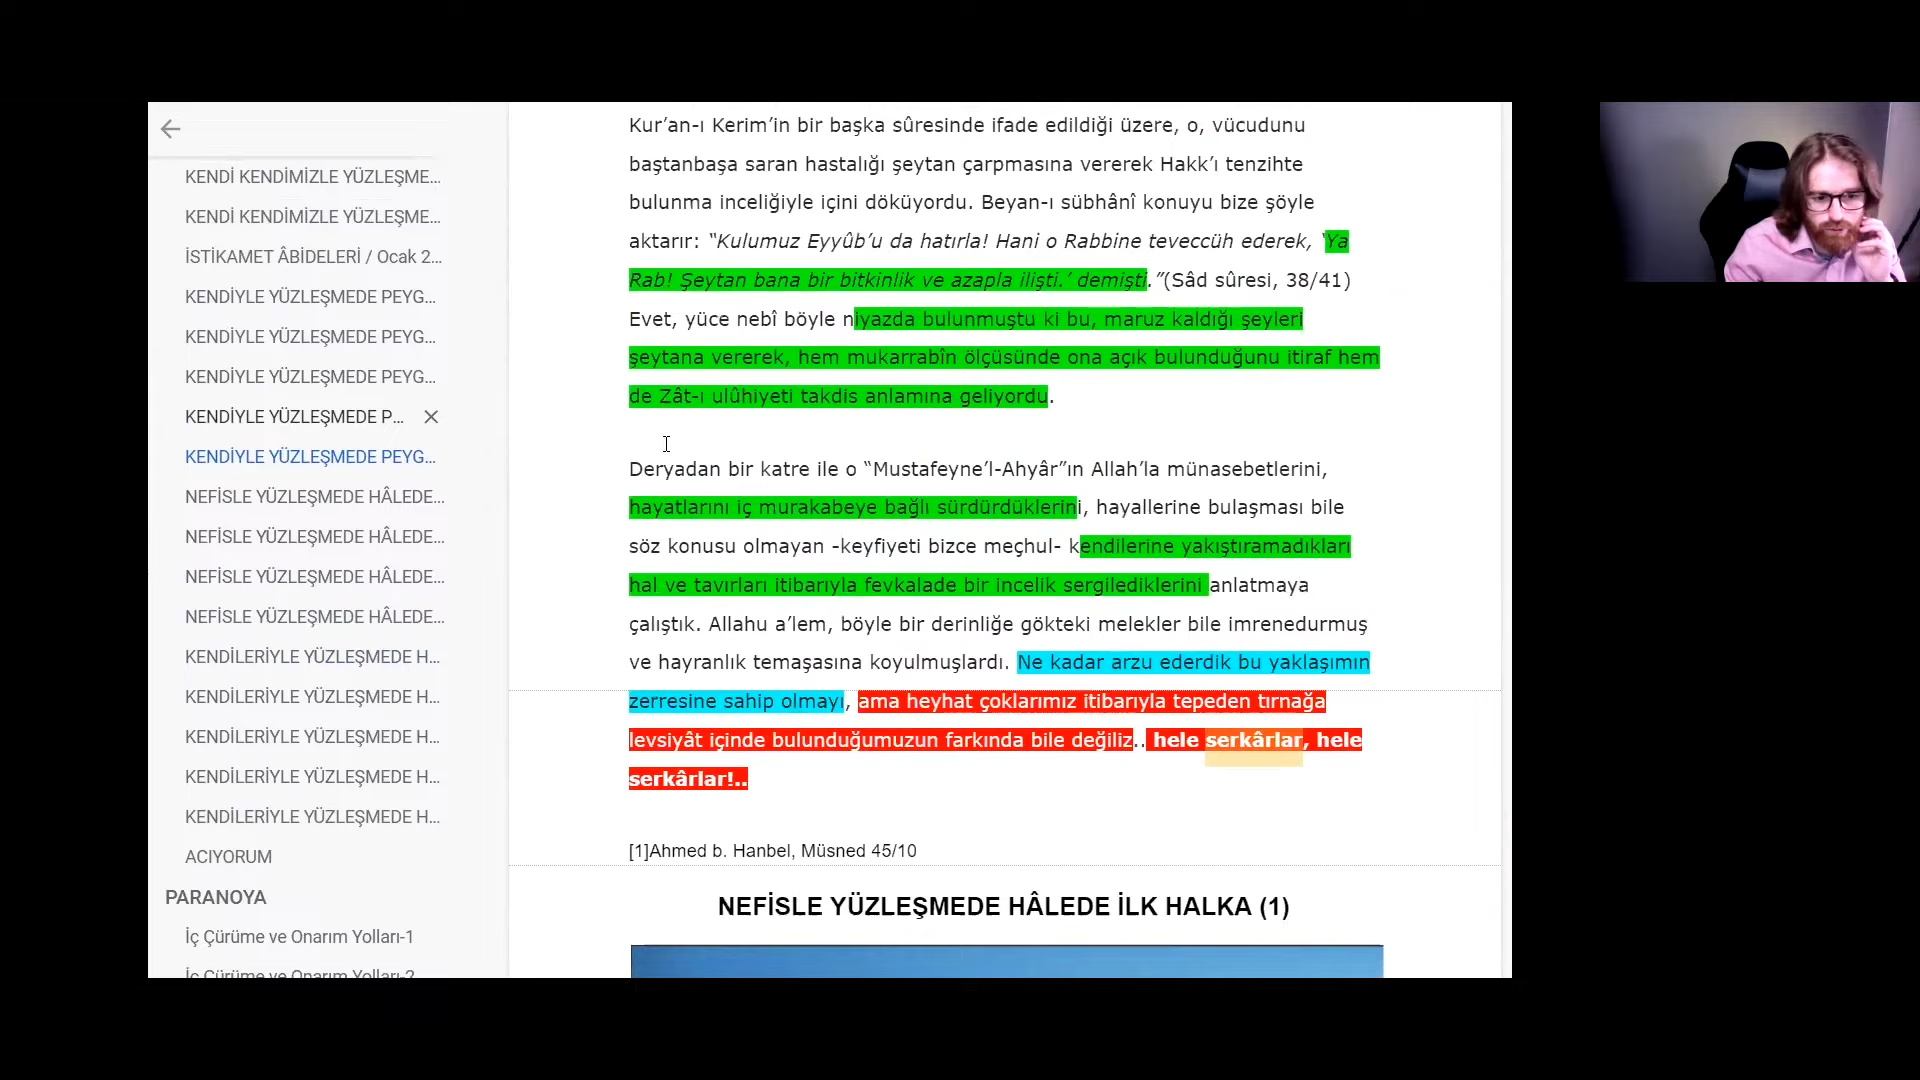 KENDİ KENDİMİZLE YÜZLEŞME...
KENDİ KENDİMİZLE YÜZLEŞME...
İSTİKAMET ÂBİDELERİ / Ocak 2...
KENDİYLE YÜZLEŞMEDE PEYG...
KENDİYLE YÜZLEŞMEDE PEYG...
KENDİYLE YÜZLEŞMEDE PEYG...
KENDİYLE YÜZLEŞMEDE P...
KENDİYLE YÜZLEŞMEDE PEYG...
NEFİSLE YÜZLEŞMEDE HÂLEDE...
NEFİSLE YÜZLEŞMEDE HÂLEDE...
NEFİSLE YÜZLEŞMEDE HÂLEDE...
NEFİSLE YÜZLEŞMEDE HÂLEDE...
KENDİLERİYLE YÜZLEŞMEDE H...
KENDİLERİYLE YÜZLEŞMEDE H...
KENDİLERİYLE YÜZLEŞMEDE H...
KENDİLERİYLE YÜZLEŞMEDE H...
KENDİLERİYLE YÜZLEŞMEDE H...
ACIYORUM
PARANOYA
İç Çürüme ve Onarım Yolları-1
İç Çürüme ve Onarım Yolları-2
Kur’an-ı Kerim’in bir başka sûresinde ifade edildiği üzere, o, vücudunu
baştanbaşa saran hastalığı şeytan çarpmasına vererek Hakk’ı tenzihte
bulunma inceliğiyle içini döküyordu. Beyan-ı sübhânî konuyu bize şöyle
aktarır: “Kulumuz Eyyûb’u da hatırla! Hani o Rabbine teveccüh ederek, ‘Ya
Rab! Şeytan bana bir bitkinlik ve azapla ilişti.’ demişti.”(Sâd sûresi, 38/41)
Evet, yüce nebî böyle niyazda bulunmuştu ki bu, maruz kaldığı şeyleri
şeytana vererek, hem mukarrabîn ölçüsünde ona açık bulunduğunu itiraf hem
de Zât-ı ulûhiyeti takdis anlamına geliyordu.
Deryadan bir katre ile o “Mustafeyne’l-Ahyâr”ın Allah’la münasebetlerini,
hayatlarını iç murakabeye bağlı sürdürdüklerini, hayallerine bulaşması bile
söz konusu olmayan -keyfiyeti bizce meçhul- kendilerine yakıştıramadıkları
hal ve tavırları itibarıyla fevkalade bir incelik sergilediklerini anlatmaya
çalıştık. Allahu a’lem, böyle bir derinliğe gökteki melekler bile imrenedurmuş
ve hayranlık temaşasına koyulmuşlardı. Ne kadar arzu ederdik bu yaklaşımın
zerresine sahip olmayı, ama heyhat çoklarımız itibarıyla tepeden tırnağa
levsiyât içinde bulunduğumuzun farkında bile değiliz.. hele serkârlar, hele
serkârlar!..
[1]Ahmed b. Hanbel, Müsned 45/10
NEFİSLE YÜZLEŞMEDE HÂLEDE İLK HALKA (1)